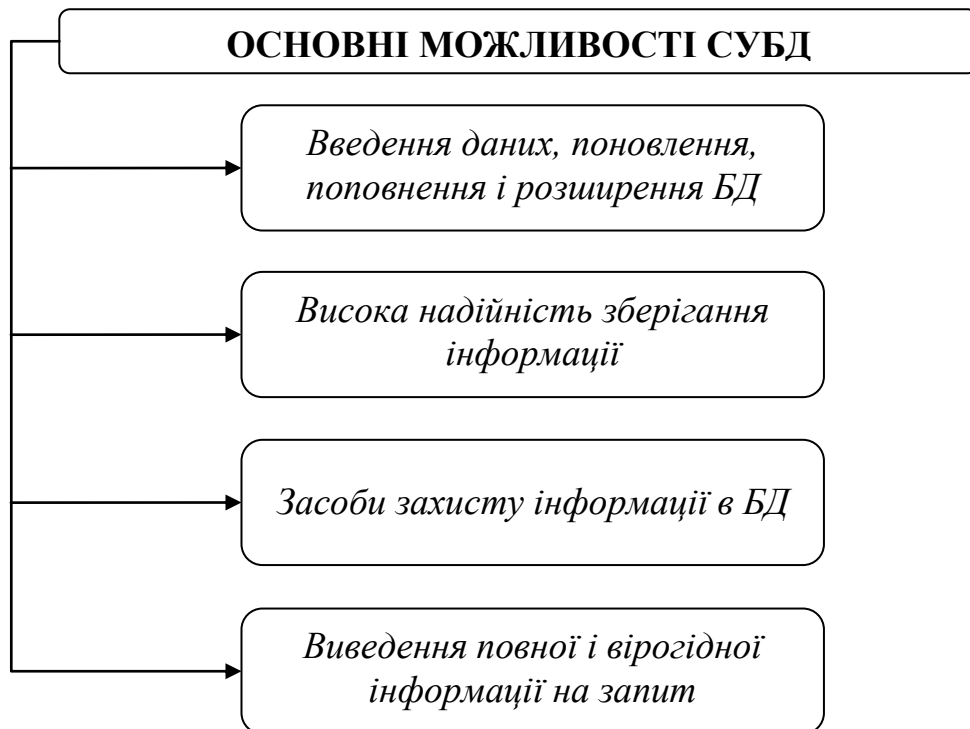 ОСНОВНІ МОЖЛИВОСТІ СУБД
Введення даних, поновлення,
поповнення і розширення БД
Висока надійність зберігання
інформації
Засоби захисту інформації в БД
Виведення повної і вірогідної
інформації на запит